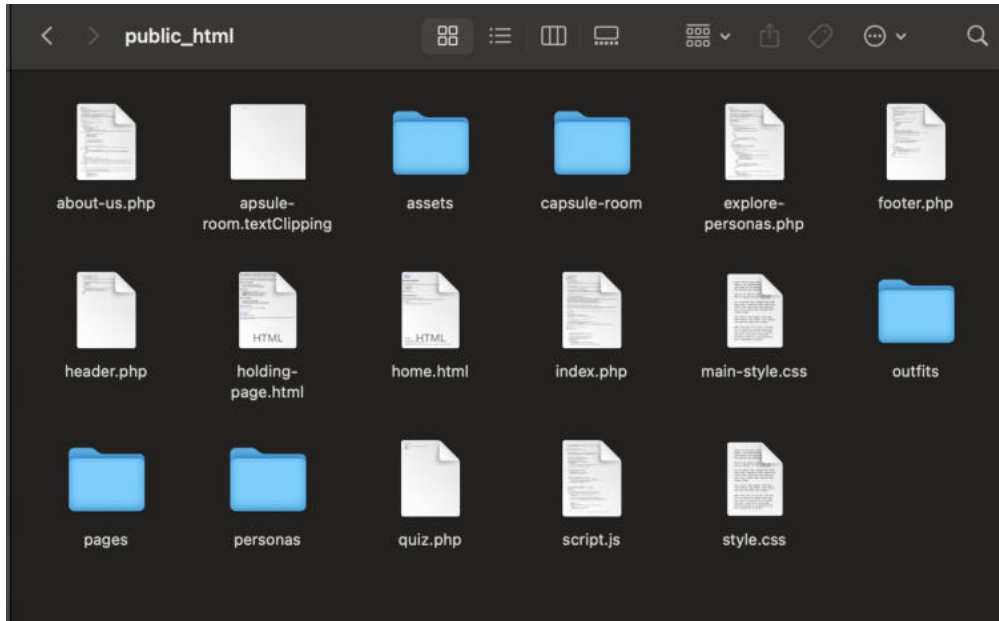 public_html
about-us.php
apsule-
room.textClipping
assets
capsule-room
explore-
personas.php
footer.php
header.php
HTML
holding-
page.html
HTML
home.html
index.php
main-style.css
outfits
pages
personas
quiz.php
script.js
style.css